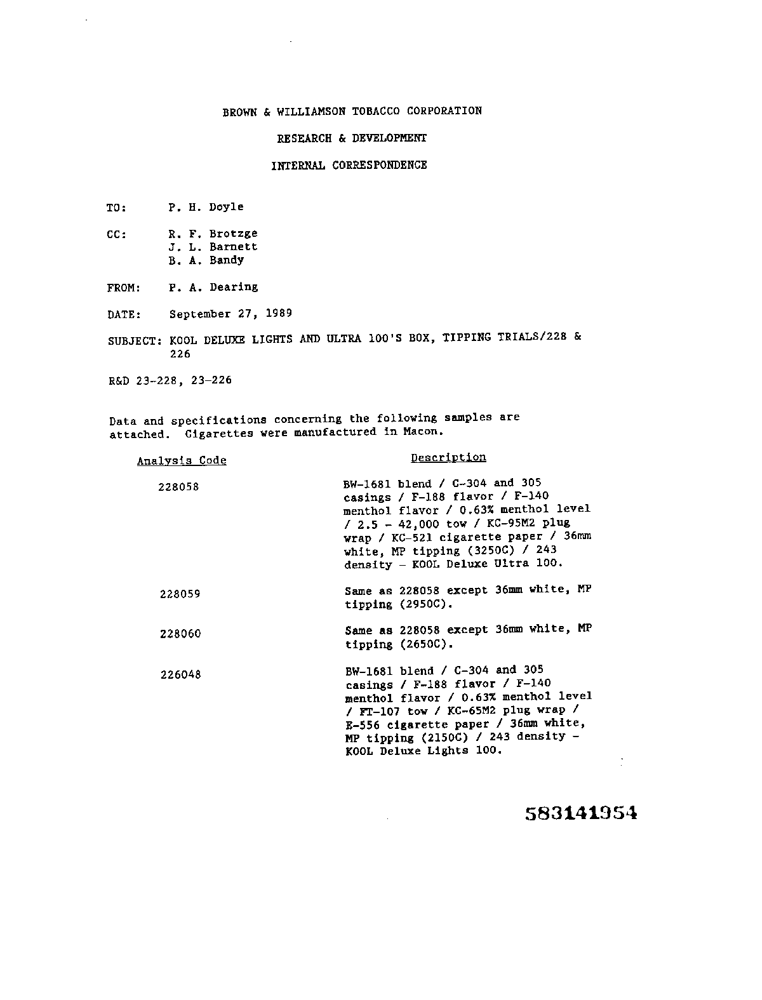 BROWN & WILLIAMSON TOBACCO CORPORATION
RESEARCH & DEVELOPMENT
INTERNAL CORRESPONDENCE
TO: P. H. Doyle
CC: R. F. Brotzge
J. L. Barnett
B. A. Bandy
FROM: P. A. Dearing
DATE: September 27, 1989
SUBJECT: KOOL DELUXE LIGHTS AND ULTRA 100'S BOX, TIPPING TRIALS/228 &
226
R&D 23-228, 23-226
Data and specifications concerning the following samples are
attached. Cigarettes were manufactured in Macon.
Analysis Code Description
228058 BW-1681 blend / C-304 and 305
casings / F-188 flavor / F-140
menthol flavor / 0.63% menthol level
/ 2.5 - 42,000 tow / KC-95M2 plug
wrap / KC-521 cigarette paper / 36mm
white, MP tipping (3250C) / 243
density - KOOL Deluxe Ultra 100.
228059 Same as 228058 except 36mm white, MP
tipping (2950C).
228060 Same as 228058 except 36mm white, MP
tipping (2650C).
226048 BW-1681 blend / C-304 and 305
casings / F-188 flavor / F-140
menthol flavor / 0.63% menthol level
/ FT-107 tow / KC-65M2 plug wrap /
E-556 cigarette paper / 36mm white,
MP tipping (2150C) / 243 density -
KOOL Deluxe Lights 100.
583141954